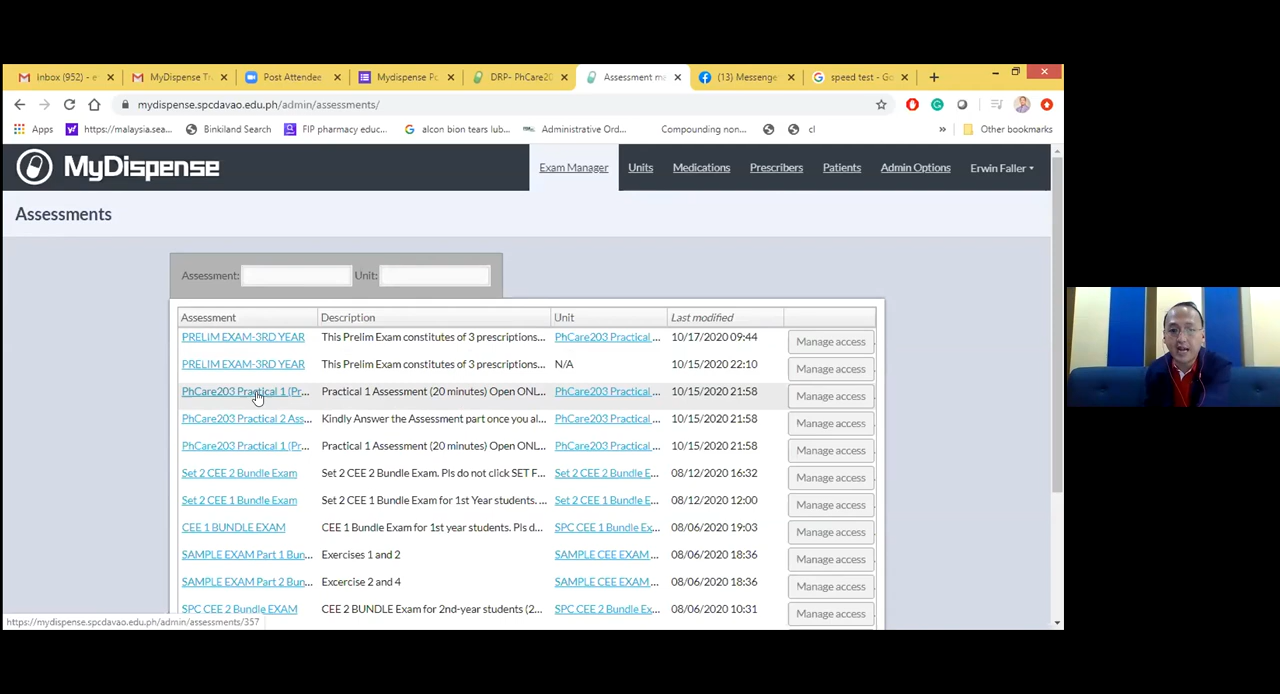 Inbox (952) - e
MyDispense Tr
Post Attendee
Mydispense Po
DRP- PhCare20
Assessment ma
(13) Messenge
speed test - Go
mydispense.spcdavao.edu.ph/admin/assessments/
Apps
https://malaysia.sea...
Binkiland Search
FIP pharmacy educ...
alcon bion tears lub...
Administrative Ord...
Compounding non...
cl
»
Other bookmarks
MyDispense
Exam Manager
Units
Medications
Prescribers
Patients
Admin Options
Erwin Faller
Assessments
Assessment:
Unit:
Assessment Description Unit Last modified
PRELIM EXAM-3RD YEAR This Prelim Exam constitutes of 3 prescriptions... PhCare203 Practical ... 10/17/2020 09:44 Manage access
PRELIM EXAM-3RD YEAR This Prelim Exam constitutes of 3 prescriptions... N/A 10/15/2020 22:10 Manage access
PhCare203 Practical 1 (Pr... Practical 1 Assessment (20 minutes) Open ONL... PhCare203 Practical ... 10/15/2020 21:58 Manage access
PhCare203 Practical 2 Ass... Kindly Answer the Assessment part once you al... PhCare203 Practical ... 10/15/2020 21:58 Manage access
PhCare203 Practical 1 (Pr... Practical 1 Assessment (20 minutes) Open ONL... PhCare203 Practical ... 10/15/2020 21:58 Manage access
Set 2 CEE 2 Bundle Exam Set 2 CEE 2 Bundle Exam. Pls do not click SET F... Set 2 CEE 2 Bundle E... 08/12/2020 16:32 Manage access
Set 2 CEE 1 Bundle Exam Set 2 CEE 1 Bundle Exam for 1st Year students. ... Set 2 CEE 1 Bundle E... 08/12/2020 12:00 Manage access
CEE 1 BUNDLE EXAM CEE 1 Bundle Exam for 1st year students. Pls d... SPC CEE 1 Bundle Ex... 08/06/2020 19:03 Manage access
SAMPLE EXAM Part 1 Bun... Exercises 1 and 2 SAMPLE CEE EXAM ... 08/06/2020 18:36 Manage access
SAMPLE EXAM Part 2 Bun... Excercise 2 and 4 SAMPLE CEE EXAM ... 08/06/2020 18:36 Manage access
SPC CEE 2 Bundle EXAM CEE 2 BUNDLE Exam for 2nd-year students (2... SPC CEE 2 Bundle Ex... 08/06/2020 10:31 Manage access
https://mydispense.spcdavao.edu.ph/admin/assessments/357